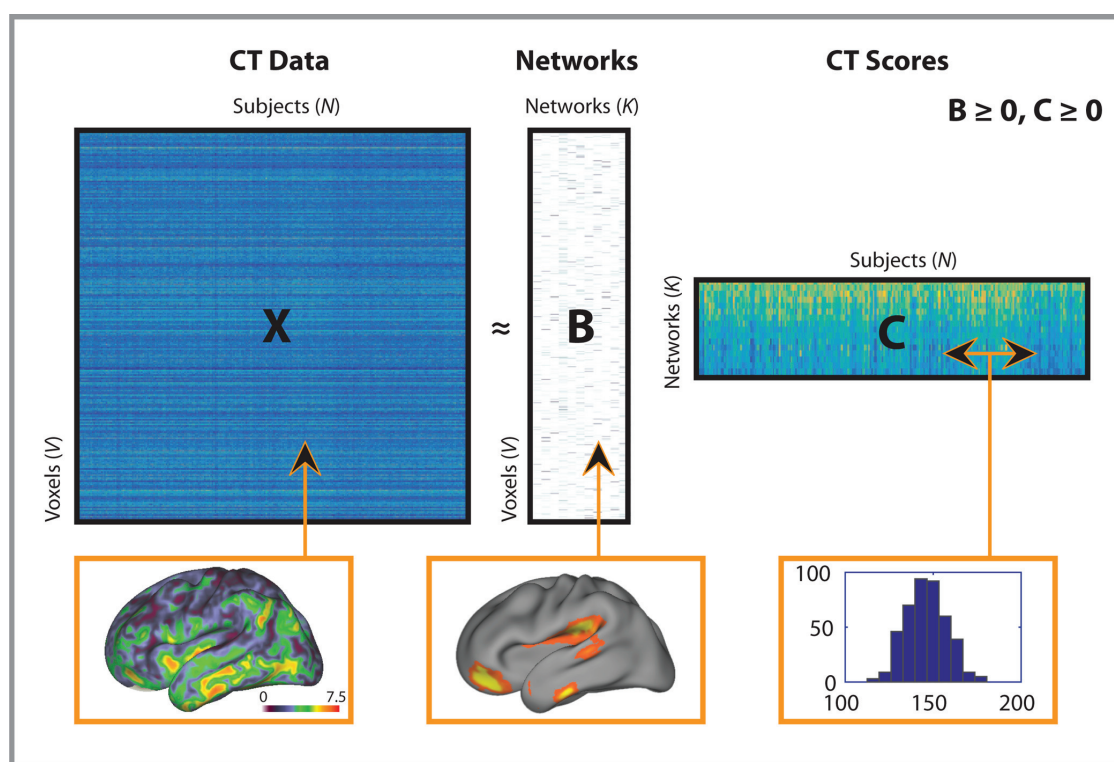 CT Data
Networks
CT Scores
B ≥ 0, C ≥ 0
Subjects (N)
Networks (K)
Subjects (N)
Voxels (V)
X
≈
Voxels (V)
B
Networks (K)
C
0
7.5
100
50
0
100
150
200